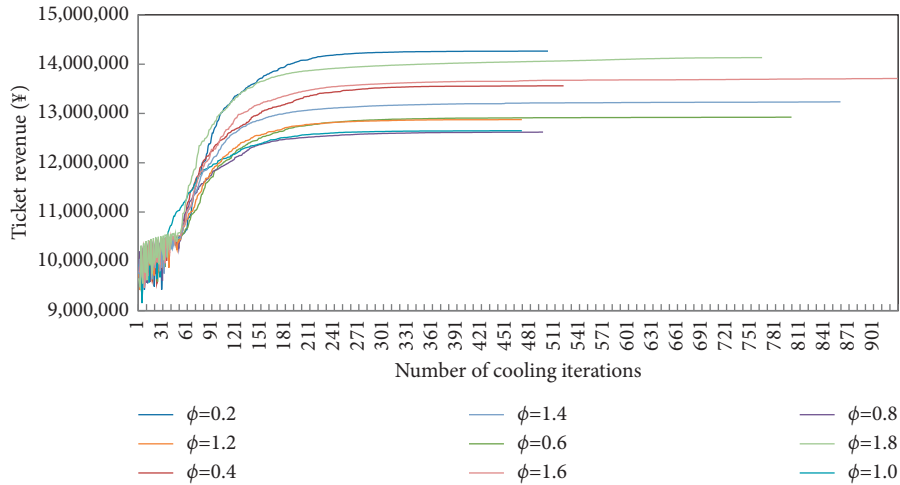 15,000,000
14,000,000
13,000,000
12,000,000
11,000,000
10,000,000
9,000,000
Ticket revenue (¥)
1 31 61 91 121 151 181 211 241 271 301 331 361 391 421 451 481 511 541 571 601 631 661 691 721 751 781 811 841 871 901
Number of cooling iterations
ϕ=0.2 ϕ=1.4 ϕ=0.8
ϕ=1.2 ϕ=0.6 ϕ=1.8
ϕ=0.4 ϕ=1.6 ϕ=1.0